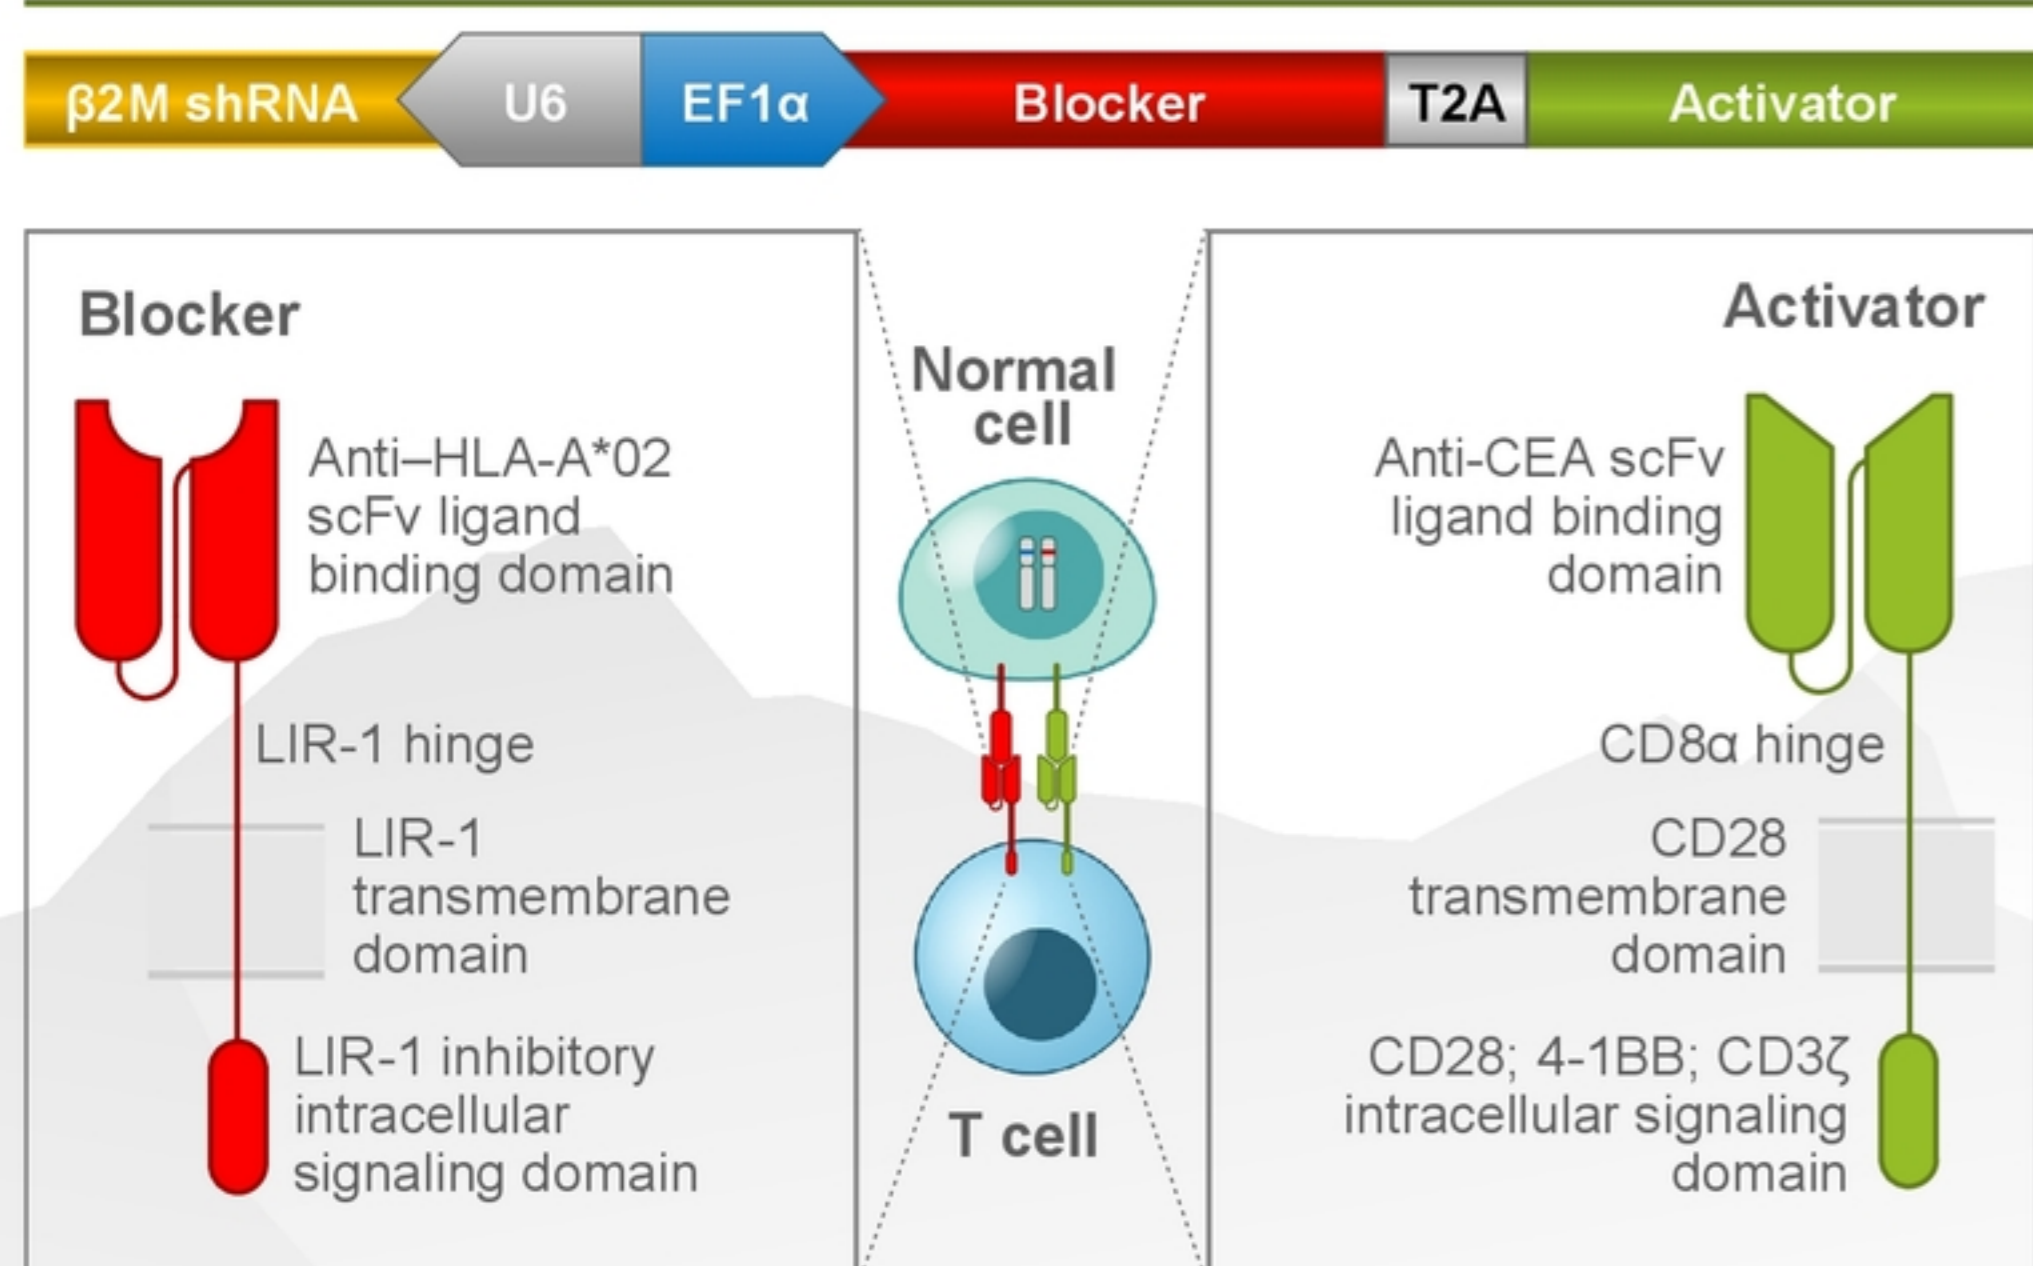 β2M shRNA U6 EF1α Blocker T2A Activator
Blocker
Anti–HLA-A*02
scFv ligand
binding domain
LIR-1 hinge
LIR-1
transmembrane
domain
LIR-1 inhibitory
intracellular
signaling domain
Normal
cell
T cell
Activator
Anti-CEA scFv
ligand binding
domain
CD8α hinge
CD28
transmembrane
domain
CD28; 4-1BB; CD3ζ
intracellular signaling
domain